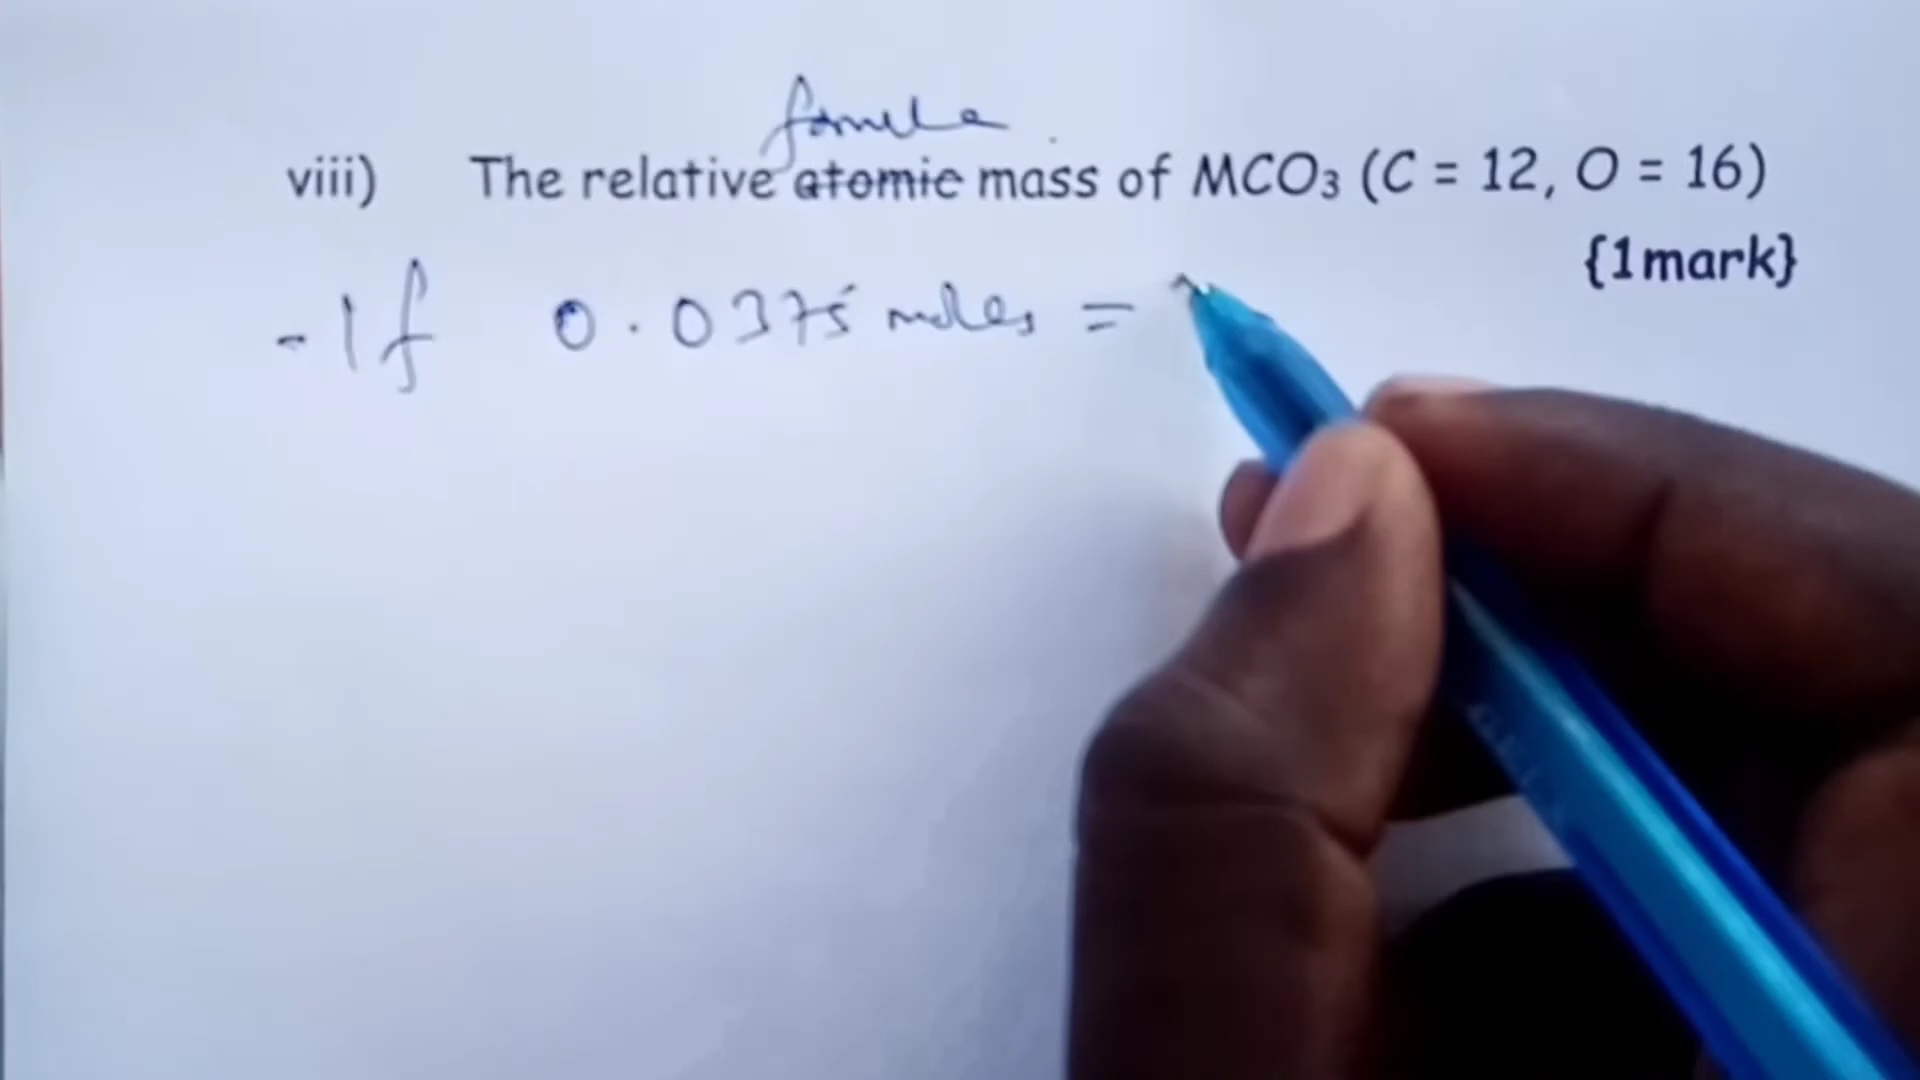 formula
viii) The relative atomic mass of MCO₃ (C = 12, O = 16)
{1mark}
- If 0.0375 moles =